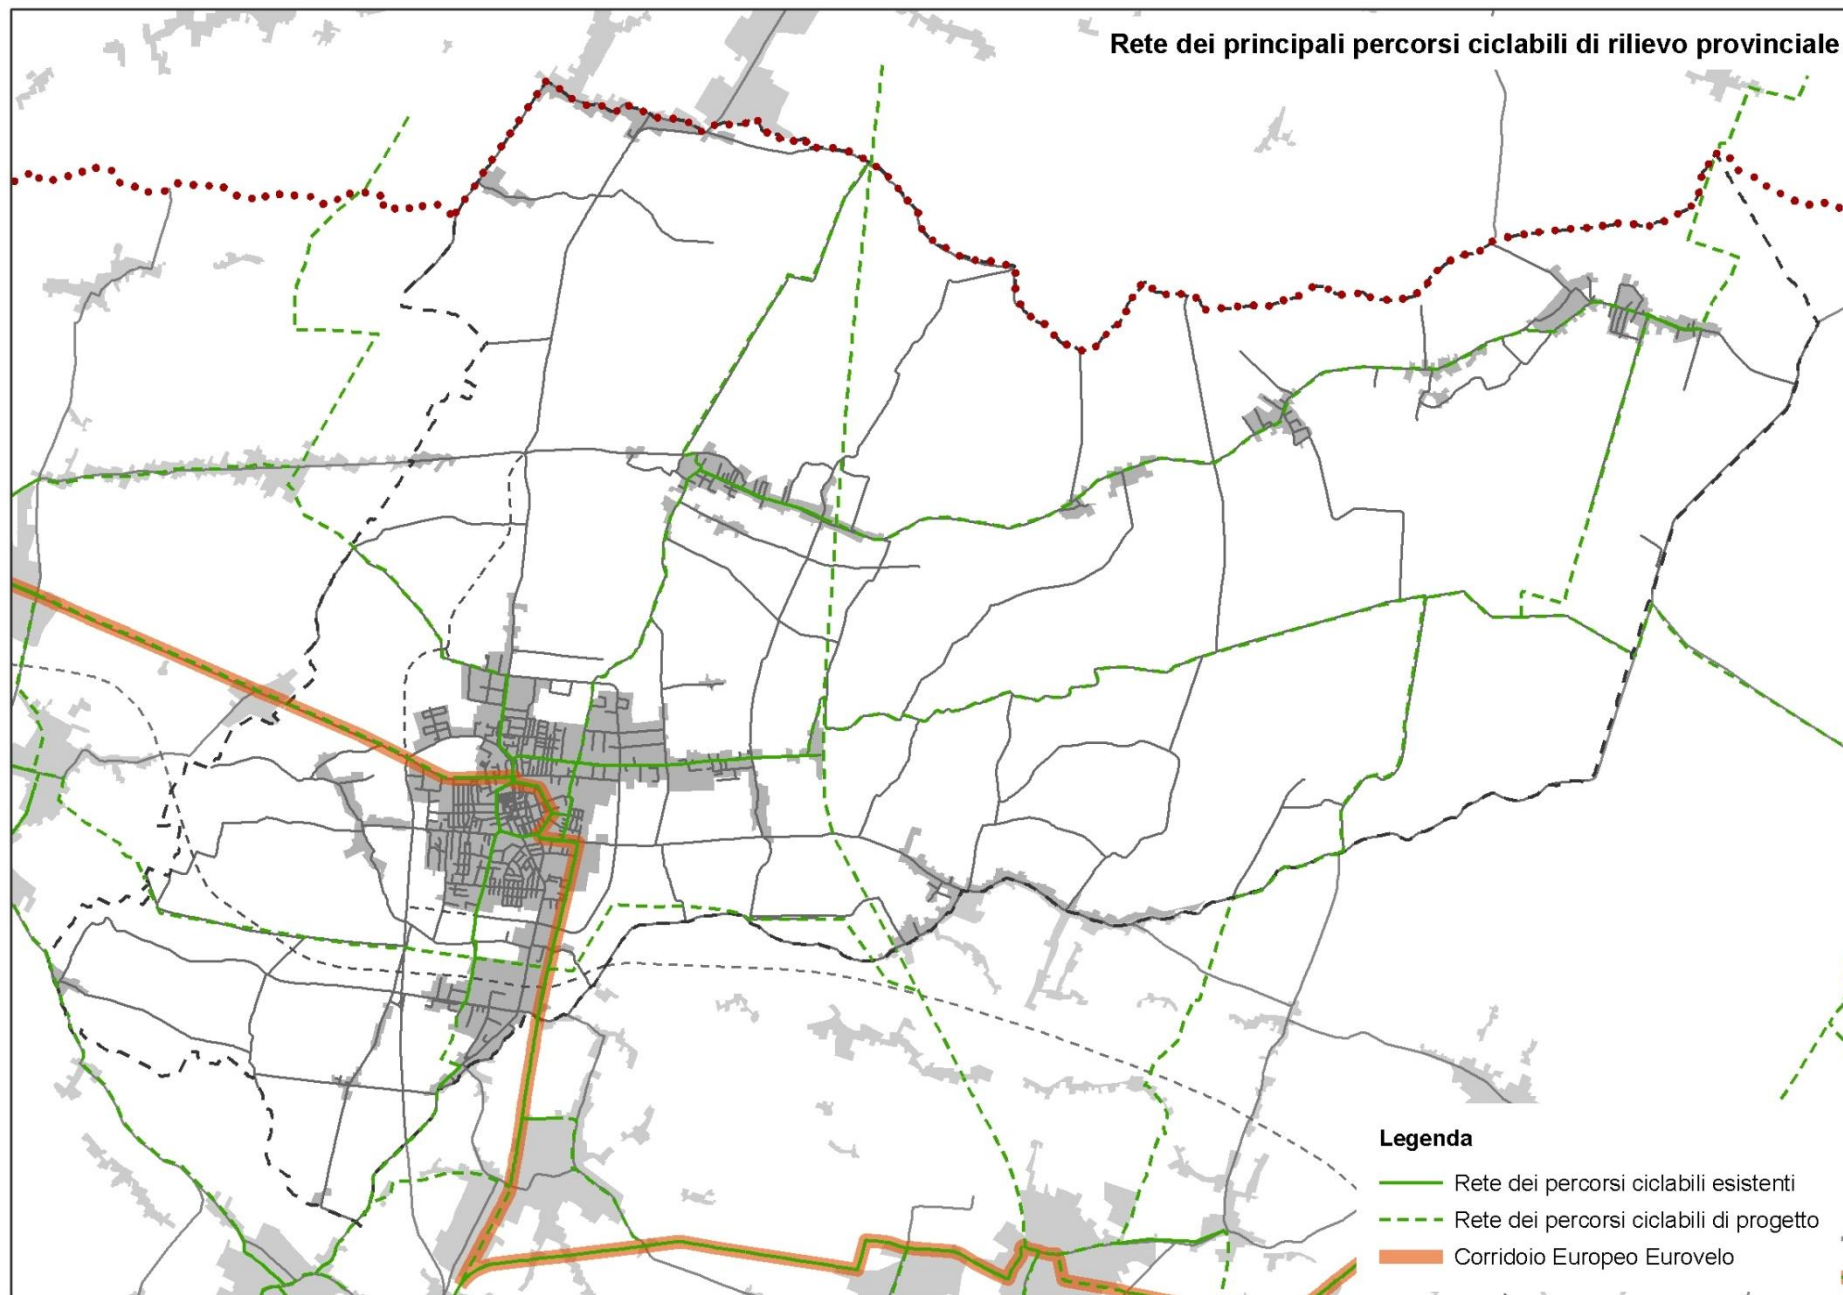 Rete dei principali percorsi ciclabili di rilievo provinciale
Legenda
Rete dei percorsi ciclabili esistenti
Rete dei percorsi ciclabili di progetto
Corridoio Europeo Eurovelo